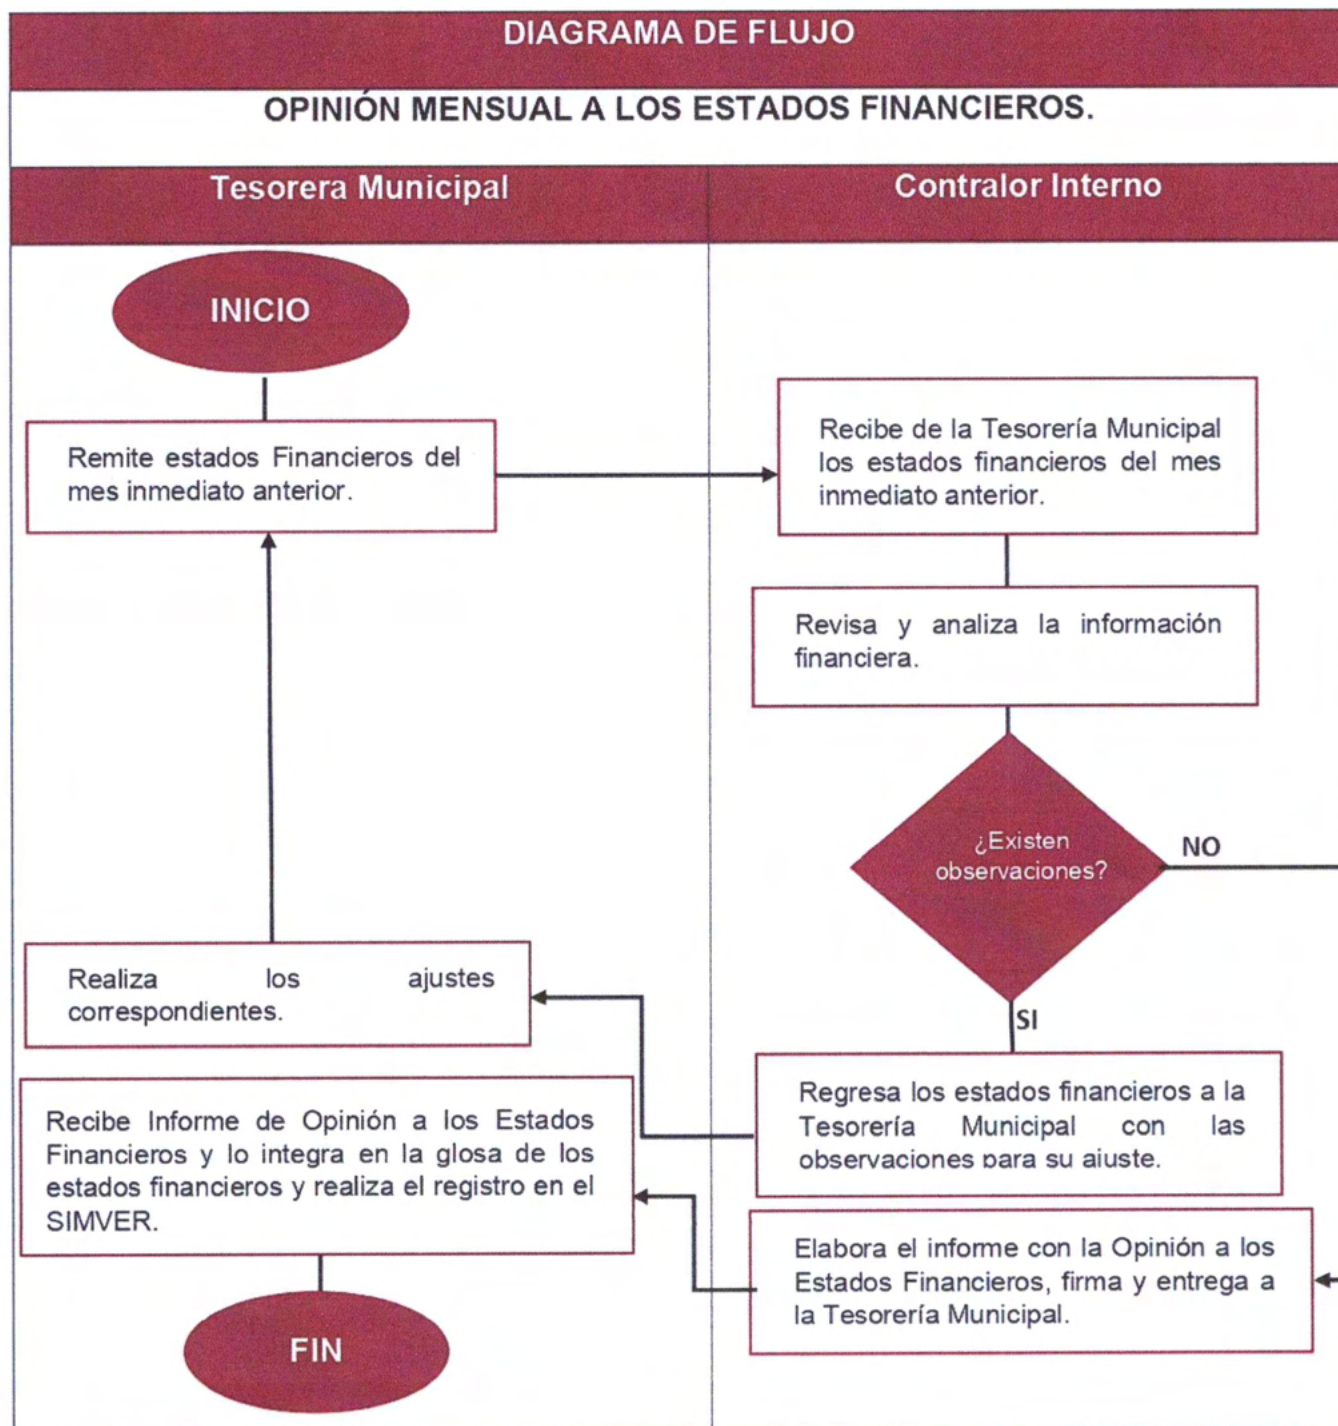 DIAGRAMA DE FLUJO
OPINIÓN MENSUAL A LOS ESTADOS FINANCIEROS.
Tesorera Municipal
Contralor Interno
INICIO
Remite estados Financieros del
mes inmediato anterior.
Recibe de la Tesorería Municipal
los estados financieros del mes
inmediato anterior.
Revisa y analiza la información
financiera.
¿Existen
observaciones?
NO
SI
Realiza los ajustes
correspondientes.
Regresa los estados financieros a la
Tesorería Municipal con las
observaciones para su ajuste.
Recibe Informe de Opinión a los Estados
Financieros y lo integra en la glosa de los
estados financieros y realiza el registro en el
SIMVER.
Elabora el informe con la Opinión a los
Estados Financieros, firma y entrega a
la Tesorería Municipal.
FIN